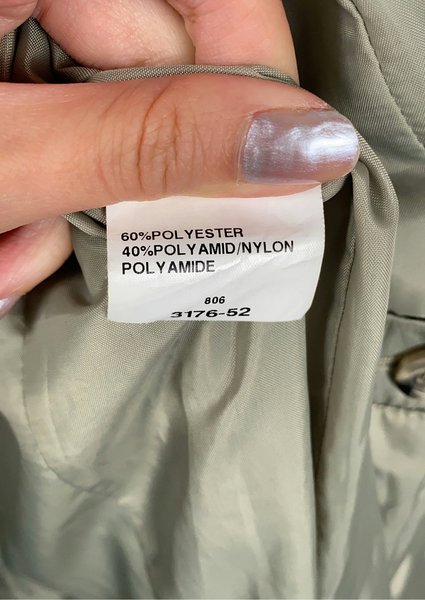 60%POLYESTER
40%POLYAMID/NYLON
POLYAMIDE
806
3176-52